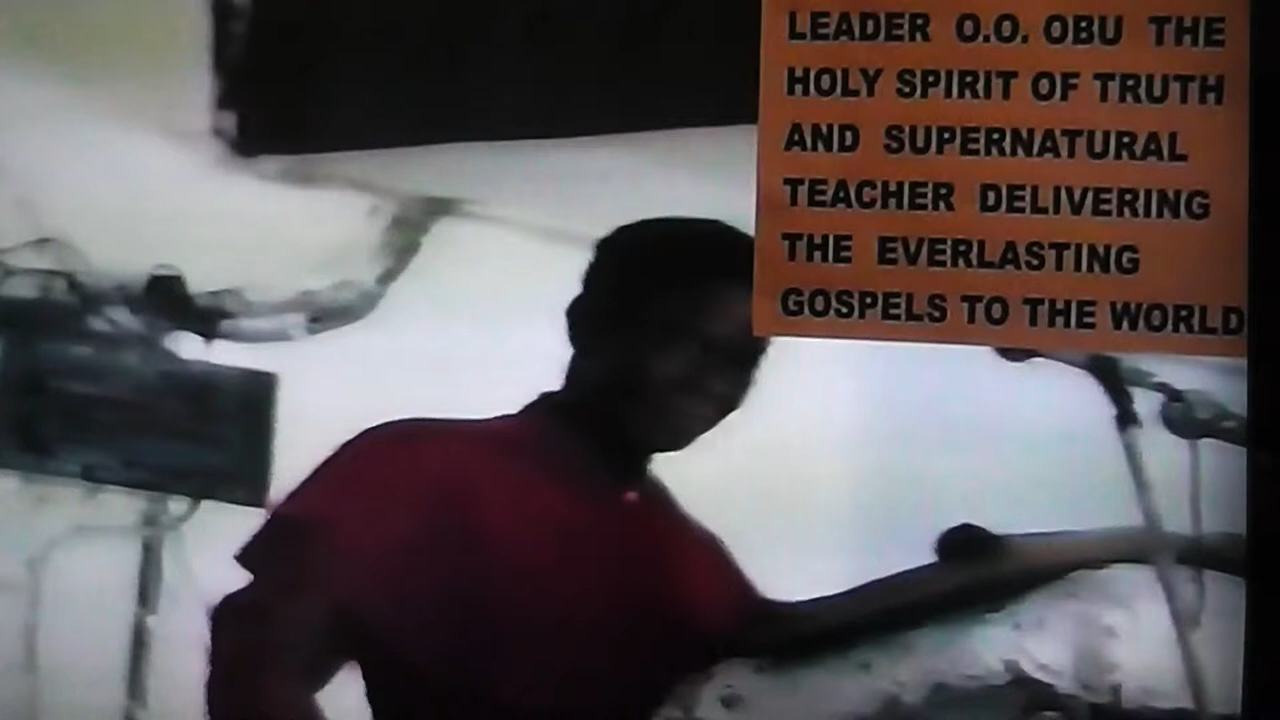 LEADER O.O. OBU THE
HOLY SPIRIT OF TRUTH
AND SUPERNATURAL
TEACHER DELIVERING
THE EVERLASTING
GOSPELS TO THE WORLD